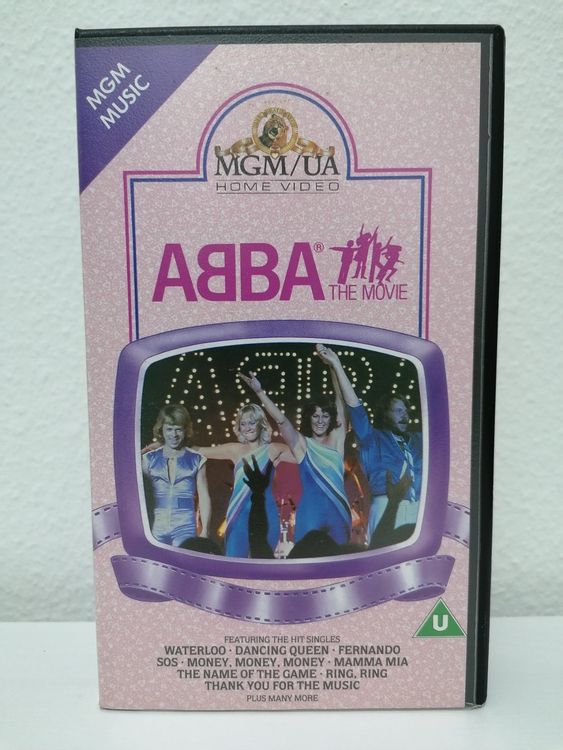 MGM
MUSIC
MGM/UA
HOME VIDEO
ABBA®
THE MOVIE
ABBA
FEATURING THE HIT SINGLES
WATERLOO · DANCING QUEEN · FERNANDO
SOS · MONEY, MONEY, MONEY · MAMMA MIA
THE NAME OF THE GAME · RING, RING
THANK YOU FOR THE MUSIC
PLUS MANY MORE
U